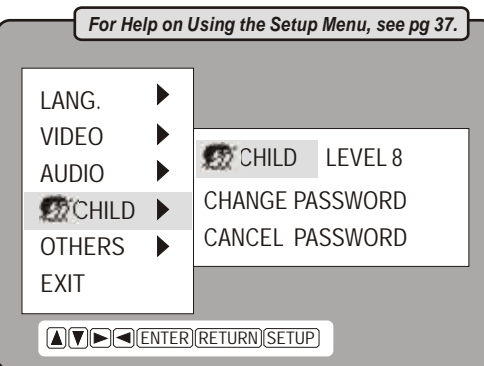 For Help on Using the Setup Menu, see pg 37.
LANG.
VIDEO
AUDIO
CHILD
OTHERS
EXIT
CHILD LEVEL 8
CHANGE PASSWORD
CANCEL PASSWORD
ENTER RETURN SETUP